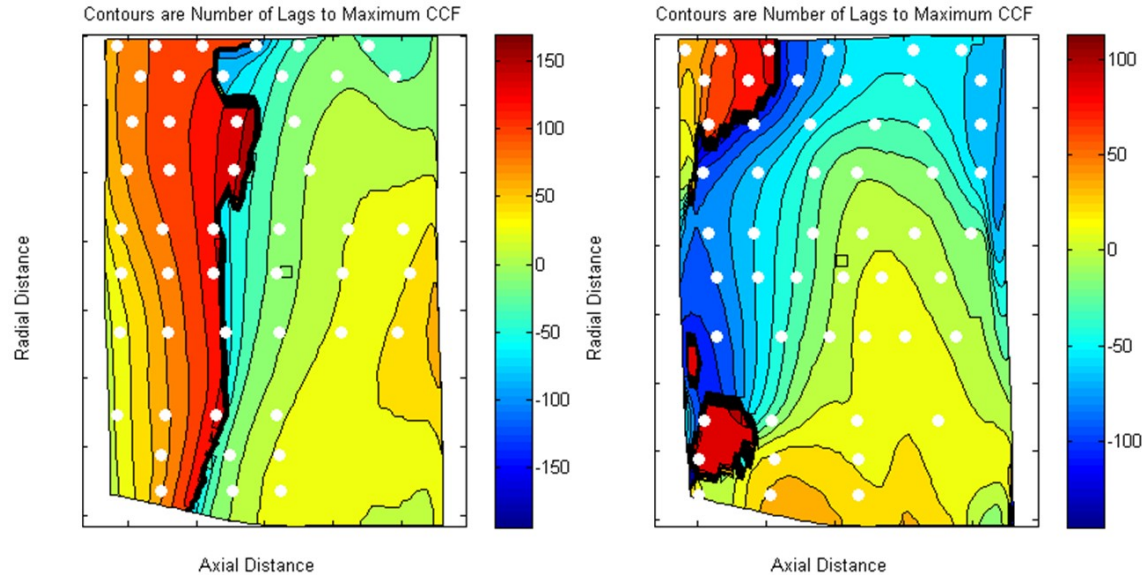 Contours are Number of Lags to Maximum CCF
Radial Distance
Axial Distance
150
100
50
0
-50
-100
-150
Contours are Number of Lags to Maximum CCF
Radial Distance
Axial Distance
100
50
0
-50
-100